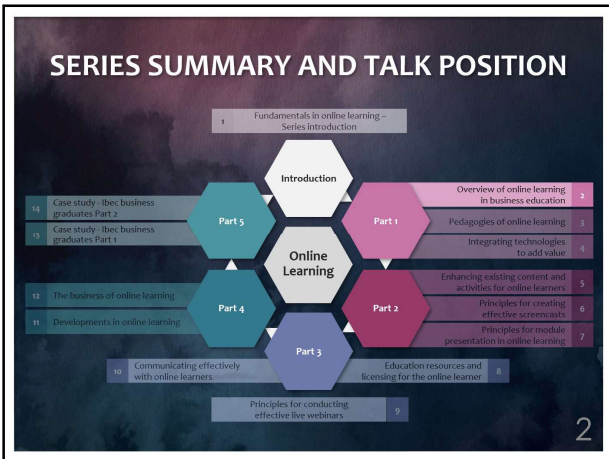 SERIES SUMMARY AND TALK POSITION
1
Fundamentals in online learning –
Series introduction
Introduction
Part 1
Overview of online learning
in business education
2
Pedagogies of online learning
3
Integrating technologies
to add value
4
Part 2
Enhancing existing content and
activities for online learners
5
Principles for creating
effective screencasts
6
Principles for module
presentation in online learning
7
Part 3
Education resources and
licensing for the online learner
8
Principles for conducting
effective live webinars
9
10
Communicating effectively
with online learners
Part 4
11
Developments in online learning
12
The business of online learning
Part 5
13
Case study - Ibec business
graduates Part 1
14
Case study - Ibec business
graduates Part 2
Online
Learning
2